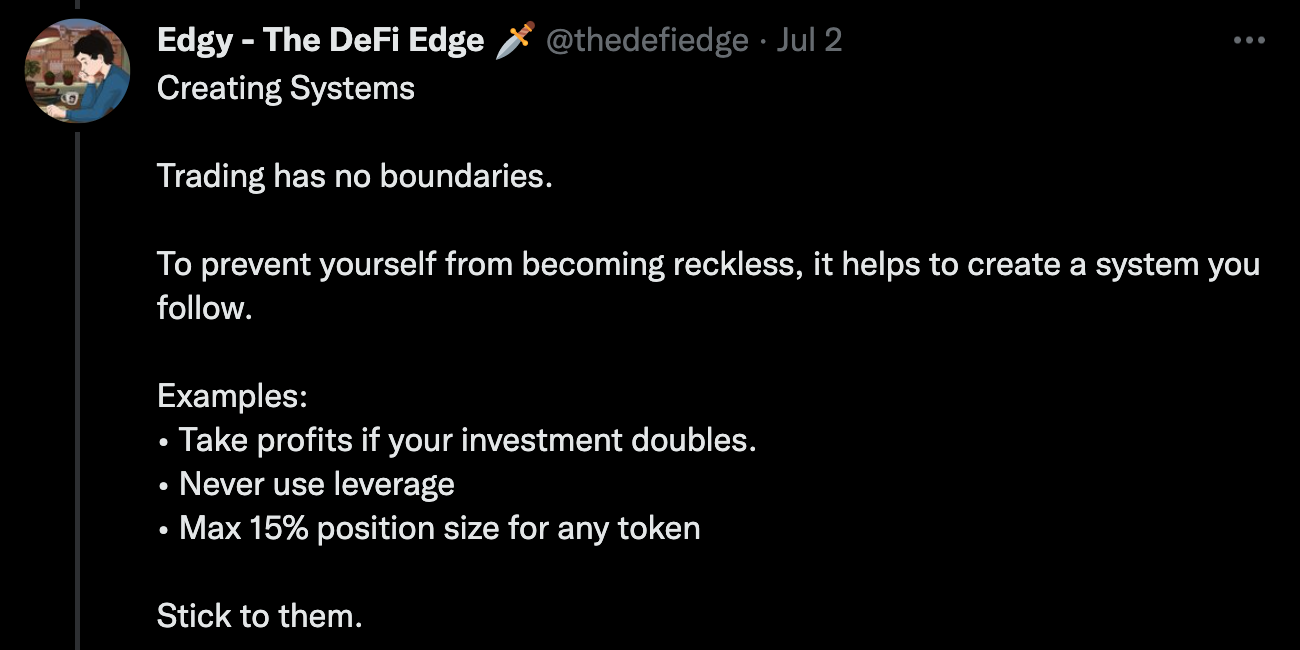 Edgy - The DeFi Edge 🗡️ @thedefiedge · Jul 2
Creating Systems
Trading has no boundaries.
To prevent yourself from becoming reckless, it helps to create a system you
follow.
Examples:
• Take profits if your investment doubles.
• Never use leverage
• Max 15% position size for any token
Stick to them.